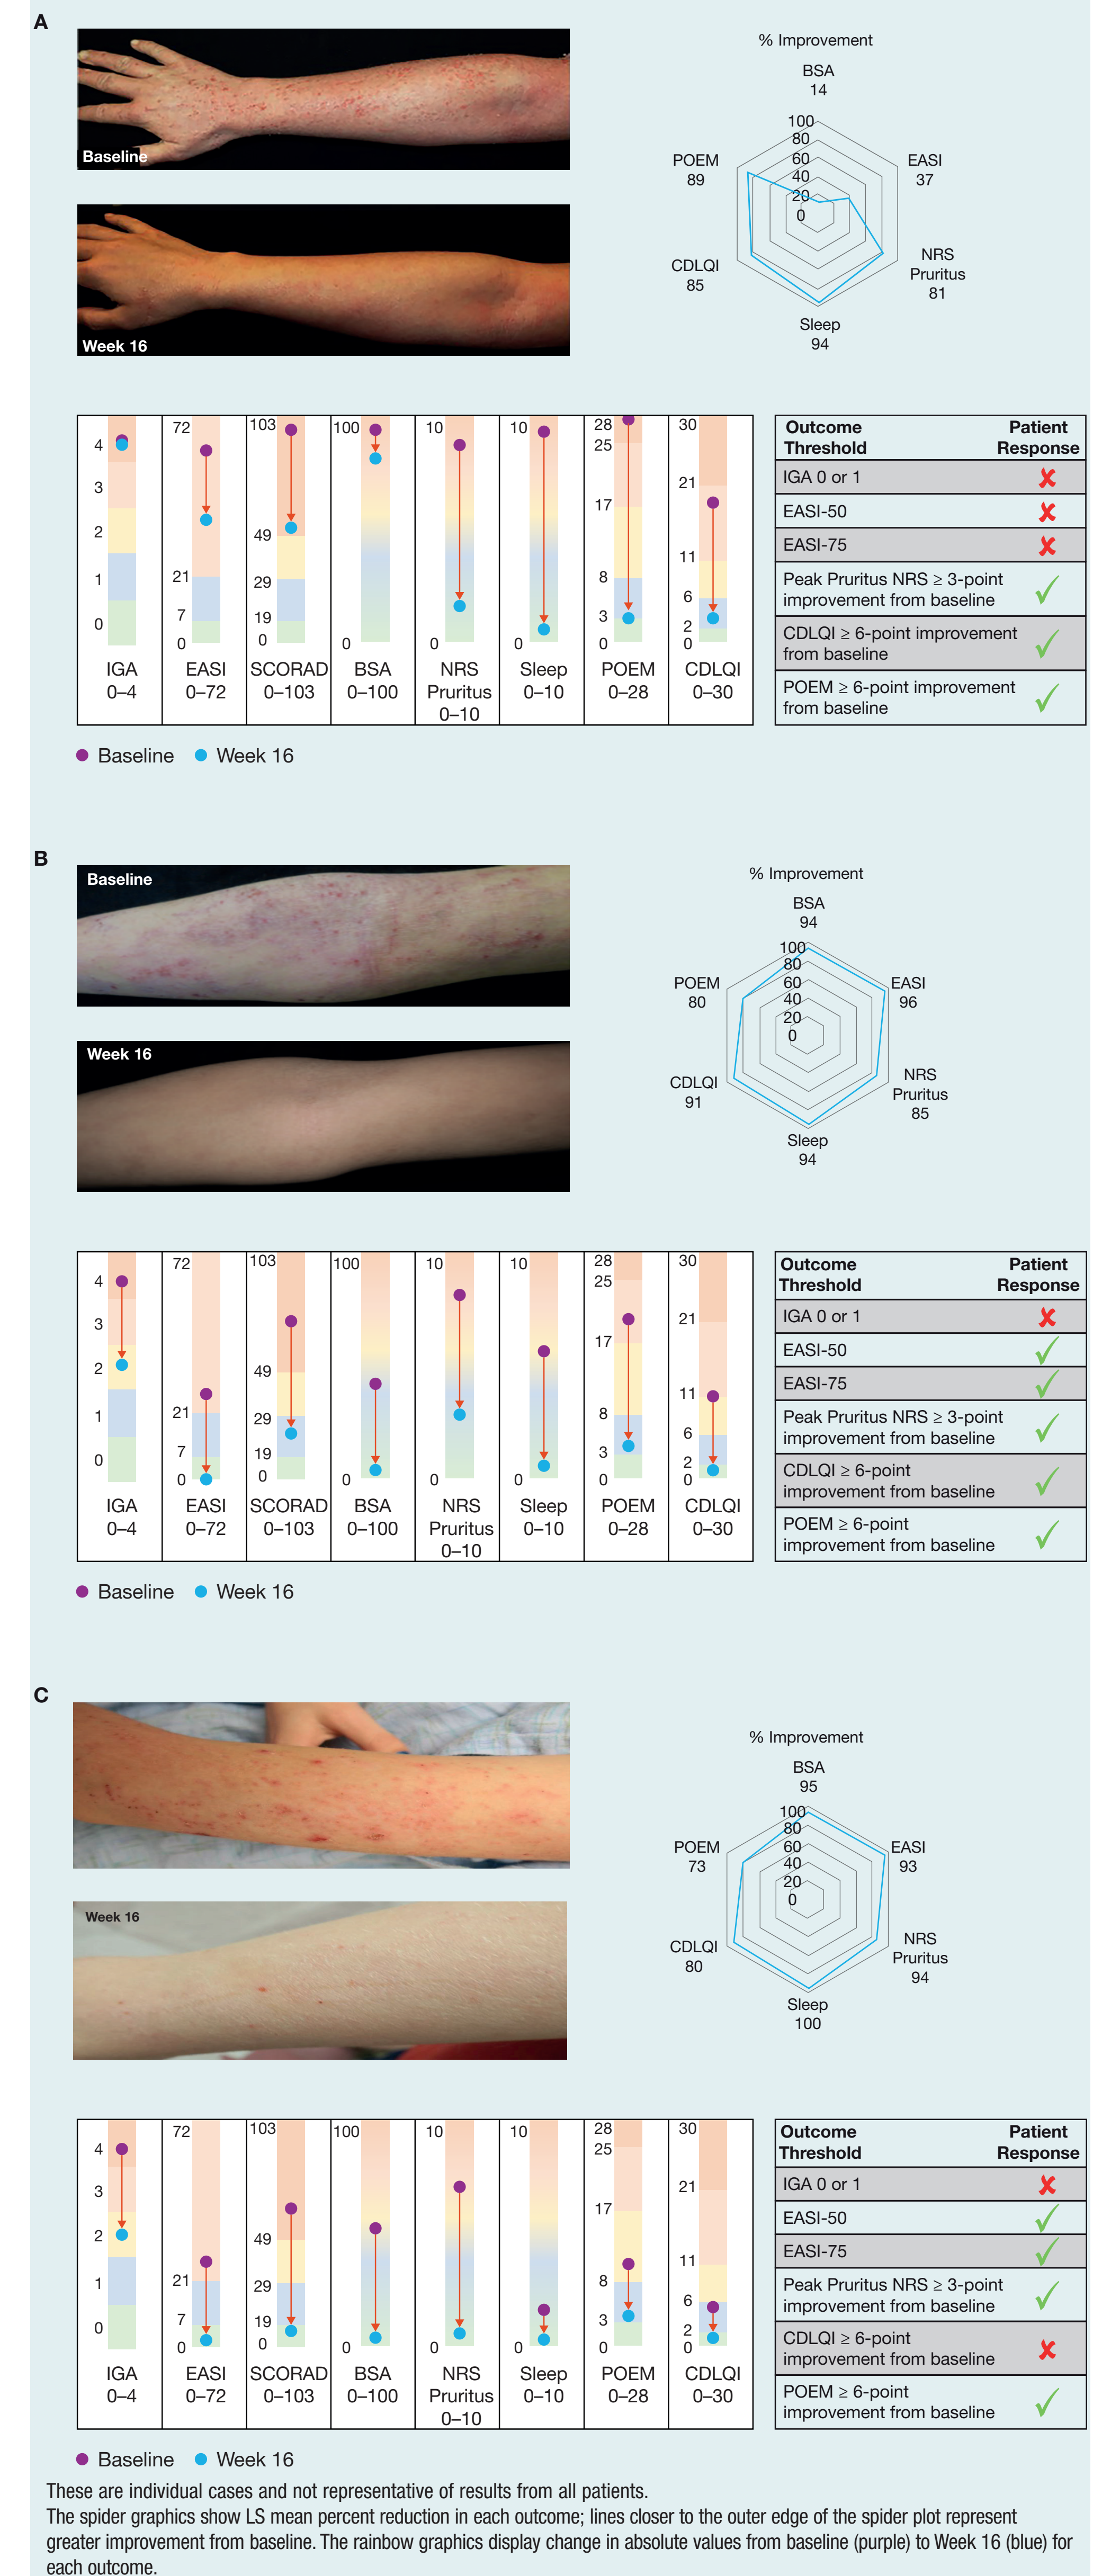 A
Baseline
Week 16
% Improvement
BSA
14
100
80
60
40
20
0
POEM
89
EASI
37
CDLQI
85
NRS
Pruritus
81
Sleep
94
4
3
2
1
0
IGA
0–4
72
21
7
0
EASI
0–72
103
49
29
19
0
SCORAD
0–103
100
0
BSA
0–100
10
NRS
Pruritus
0–10
10
0
Sleep
0–10
28
25
17
8
3
0
POEM
0–28
30
21
11
6
2
0
CDLQI
0–30
Outcome Threshold Patient Response
IGA 0 or 1 ✘
EASI-50 ✘
EASI-75 ✘
Peak Pruritus NRS ≥ 3-point
improvement from baseline ✓
CDLQI ≥ 6-point improvement
from baseline ✓
POEM ≥ 6-point improvement
from baseline ✓
Baseline Week 16
B
Baseline
Week 16
% Improvement
BSA
94
100
80
60
40
20
0
POEM
80
EASI
96
CDLQI
91
NRS
Pruritus
85
Sleep
94
4
3
2
1
0
IGA
0–4
72
21
7
0
EASI
0–72
103
49
29
19
0
SCORAD
0–103
100
0
BSA
0–100
10
0
NRS
Pruritus
0–10
10
0
Sleep
0–10
28
25
17
8
3
0
POEM
0–28
30
21
11
6
2
0
CDLQI
0–30
Outcome Threshold Patient Response
IGA 0 or 1 ✘
EASI-50 ✓
EASI-75 ✓
Peak Pruritus NRS ≥ 3-point
improvement from baseline ✓
CDLQI ≥ 6-point
improvement from baseline ✓
POEM ≥ 6-point
improvement from baseline ✓
Baseline Week 16
C
Week 16
% Improvement
BSA
95
100
80
60
40
20
0
POEM
73
EASI
93
CDLQI
80
NRS
Pruritus
94
Sleep
100
4
3
2
1
0
IGA
0–4
72
21
7
0
EASI
0–72
103
49
29
19
0
SCORAD
0–103
100
0
BSA
0–100
10
0
NRS
Pruritus
0–10
10
0
Sleep
0–10
28
25
17
8
3
0
POEM
0–28
30
21
11
6
2
0
CDLQI
0–30
Outcome Threshold Patient Response
IGA 0 or 1 ✘
EASI-50 ✓
EASI-75 ✓
Peak Pruritus NRS ≥ 3-point
improvement from baseline ✓
CDLQI ≥ 6-point
improvement from baseline ✘
POEM ≥ 6-point
improvement from baseline ✓
Baseline Week 16
These are individual cases and not representative of results from all patients.
The spider graphics show LS mean percent reduction in each outcome; lines closer to the outer edge of the spider plot represent
greater improvement from baseline. The rainbow graphics display change in absolute values from baseline (purple) to Week 16 (blue) for
each outcome.